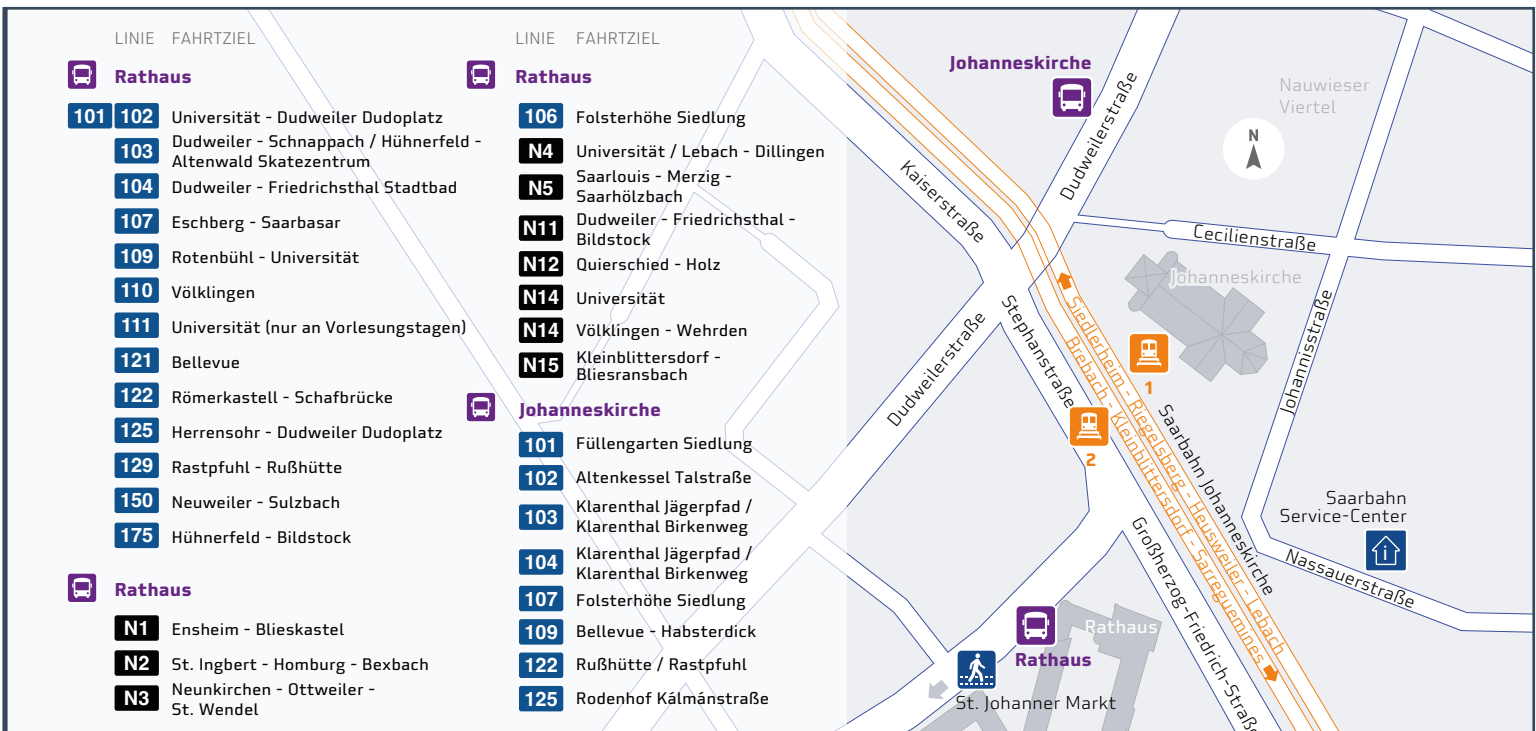 LINIE FAHRTZIEL
Rathaus
101 102 Universität - Dudweiler Dudoplatz
103 Dudweiler - Schnappach / Hühnerfeld -
Altenwald Skatezentrum
104 Dudweiler - Friedrichsthal Stadtbad
107 Eschberg - Saarbasar
109 Rotenbühl - Universität
110 Völklingen
111 Universität (nur an Vorlesungstagen)
121 Bellevue
122 Römerkastell - Schafbrücke
125 Herrensohr - Dudweiler Dudoplatz
129 Rastpfuhl - Rußhütte
150 Neuweiler - Sulzbach
175 Hühnerfeld - Bildstock
Rathaus
N1 Ensheim - Blieskastel
N2 St. Ingbert - Homburg - Bexbach
N3 Neunkirchen - Ottweiler -
St. Wendel
LINIE FAHRTZIEL
Rathaus
106 Folsterhöhe Siedlung
N4 Universität / Lebach - Dillingen
N5 Saarlouis - Merzig -
Saarhölzbach
N11 Dudweiler - Friedrichsthal -
Bildstock
N12 Quierschied - Holz
N14 Universität
N14 Völklingen - Wehrden
N15 Kleinblittersdorf -
Bliesransbach
Johanneskirche
101 Füllengarten Siedlung
102 Altenkessel Talstraße
103 Klarenthal Jägerpfad /
Klarenthal Birkenweg
104 Klarenthal Jägerpfad /
Klarenthal Birkenweg
107 Folsterhöhe Siedlung
109 Bellevue - Habsterdick
122 Rußhütte / Rastpfuhl
125 Rodenhof Kálmánstraße
Johanneskirche
Dudweilerstraße
Nauwieser
Viertel
N
Kaiserstraße
Cecilienstraße
Johanneskirche
Stephanstraße
Dudweilerstraße
Johannisstraße
1
2
Siedlerheim - Riegelsberg - Heusweiler - Lebach
Brebach - Kleinblittersdorf - Sarreguemines
Saarbahn Johanneskirche
Saarbahn
Service-Center
Nassauerstraße
Großherzog-Friedrich-Straße
Rathaus
Rathaus
St. Johanner Markt